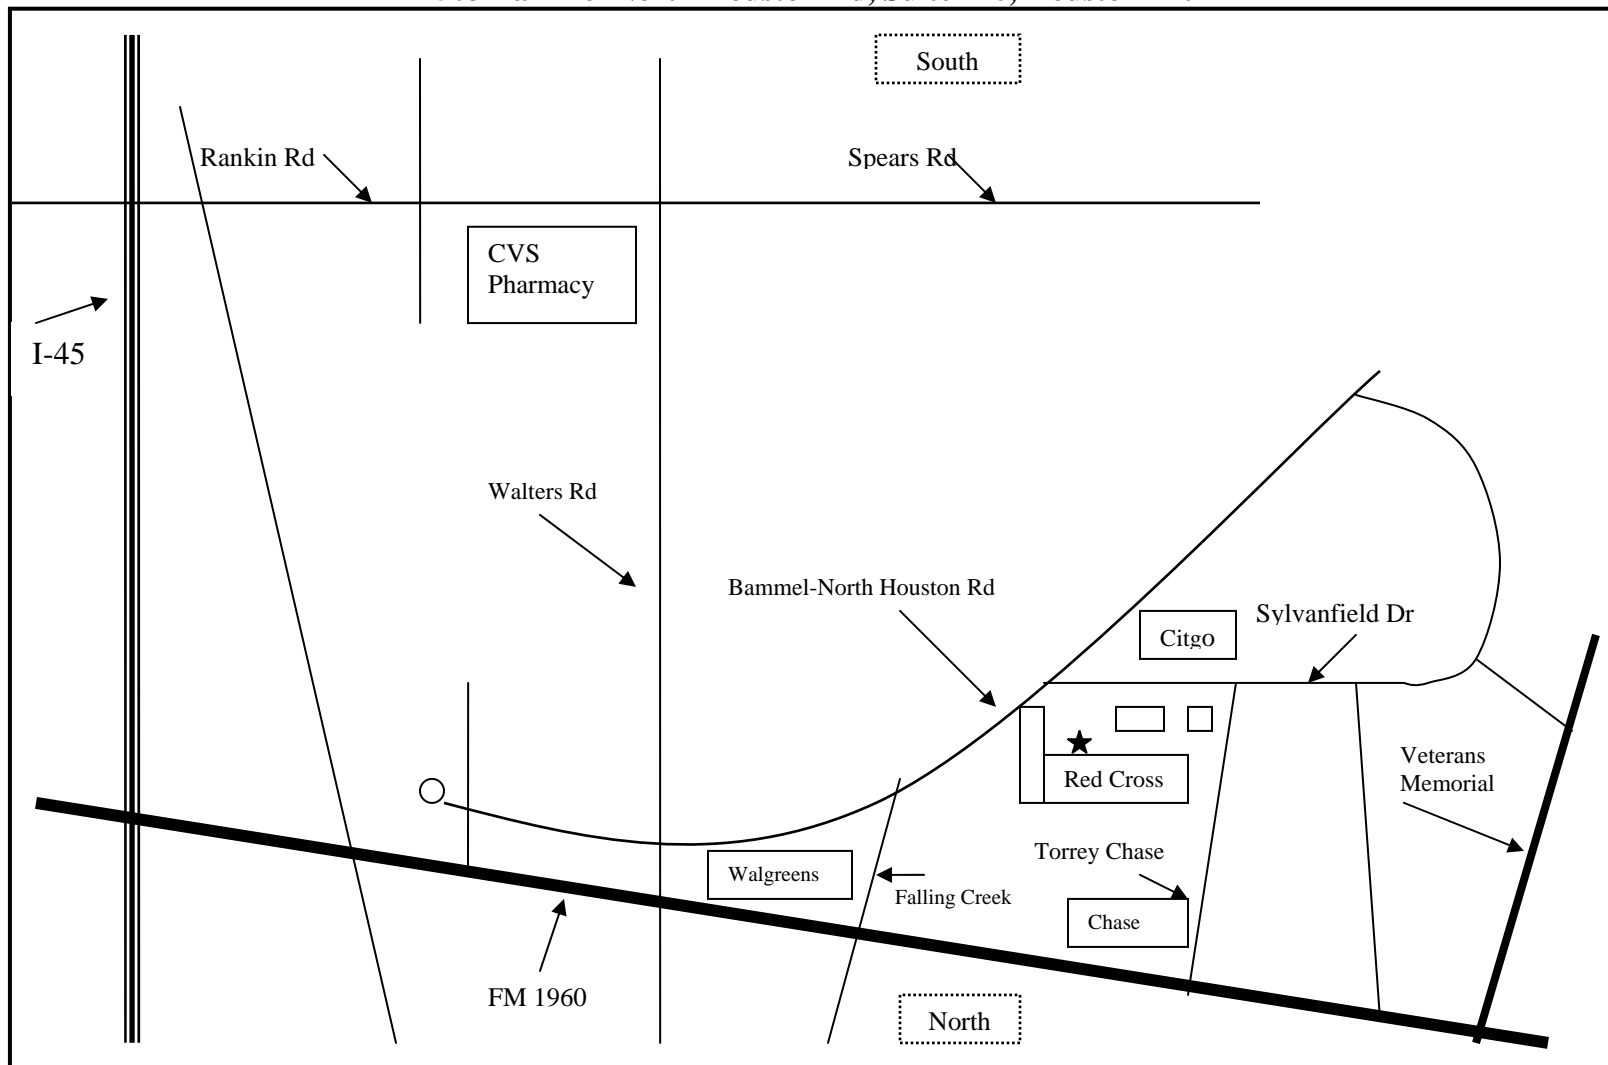 South
Rankin Rd
Spears Rd
CVS
Pharmacy
I-45
Walters Rd
Bammel-North Houston Rd
Citgo
Sylvanfield Dr
Red Cross
Veterans
Memorial
Torrey Chase
Walgreens
Falling Creek
Chase
FM 1960
North